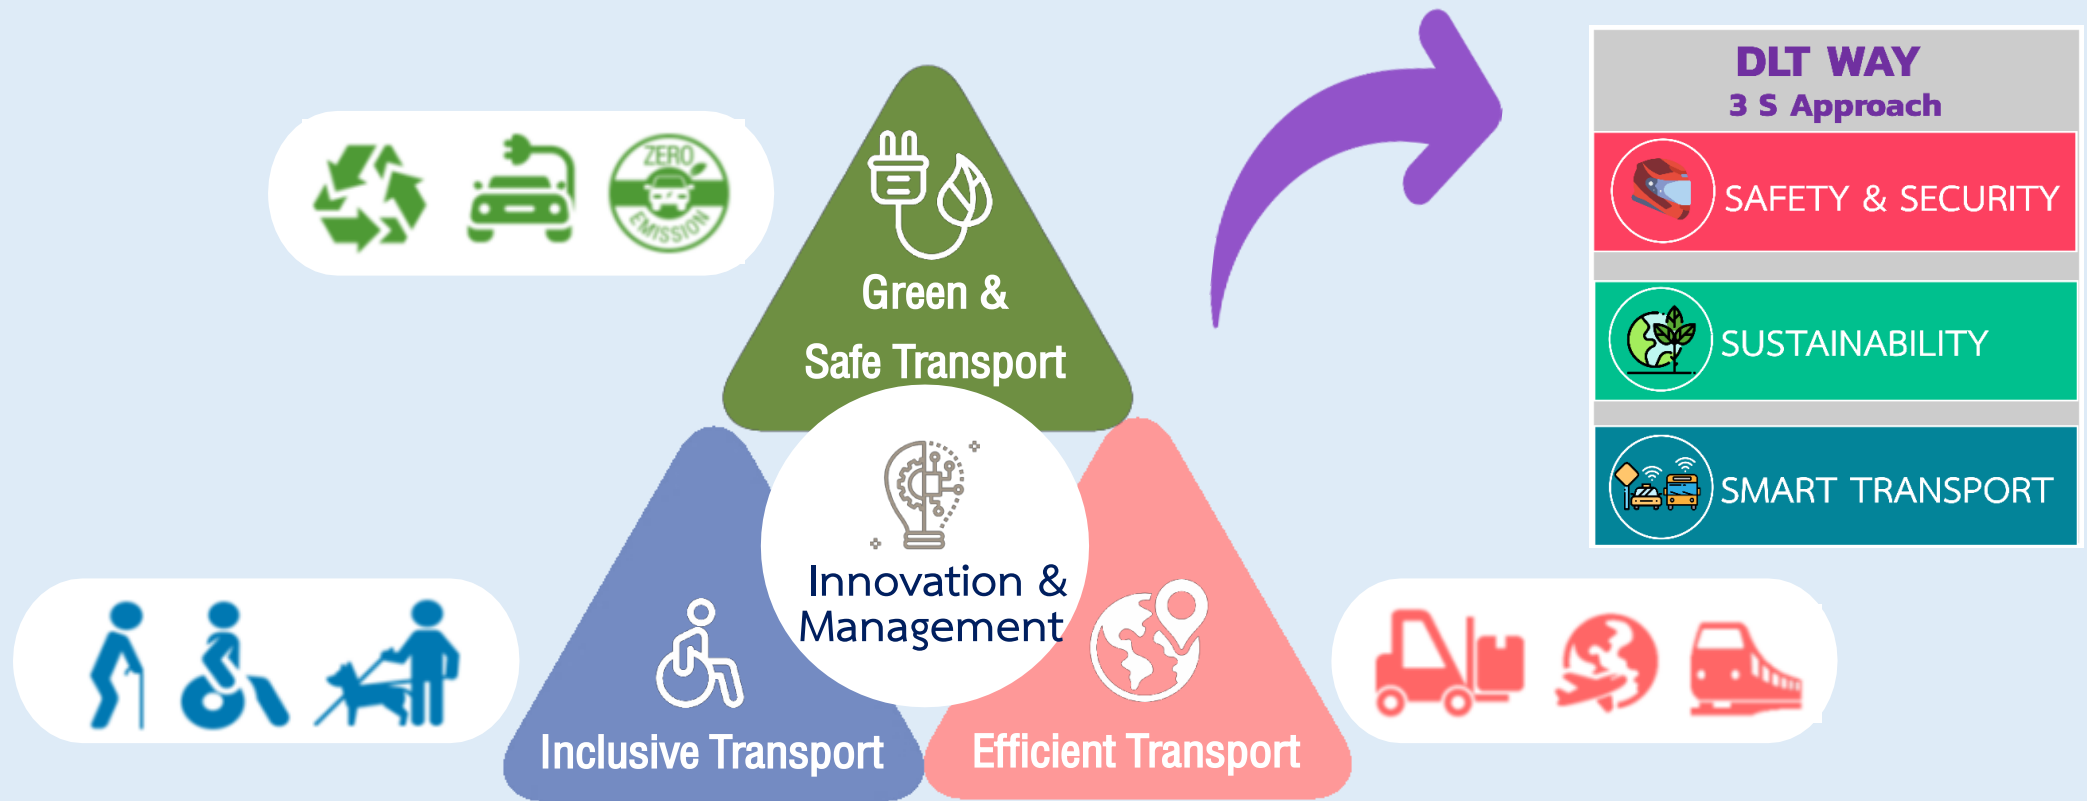 DLT WAY
3 S Approach
SAFETY & SECURITY
SUSTAINABILITY
SMART TRANSPORT
ZERO
EMISSION
Green &
Safe Transport
Innovation &
Management
Inclusive Transport
Efficient Transport